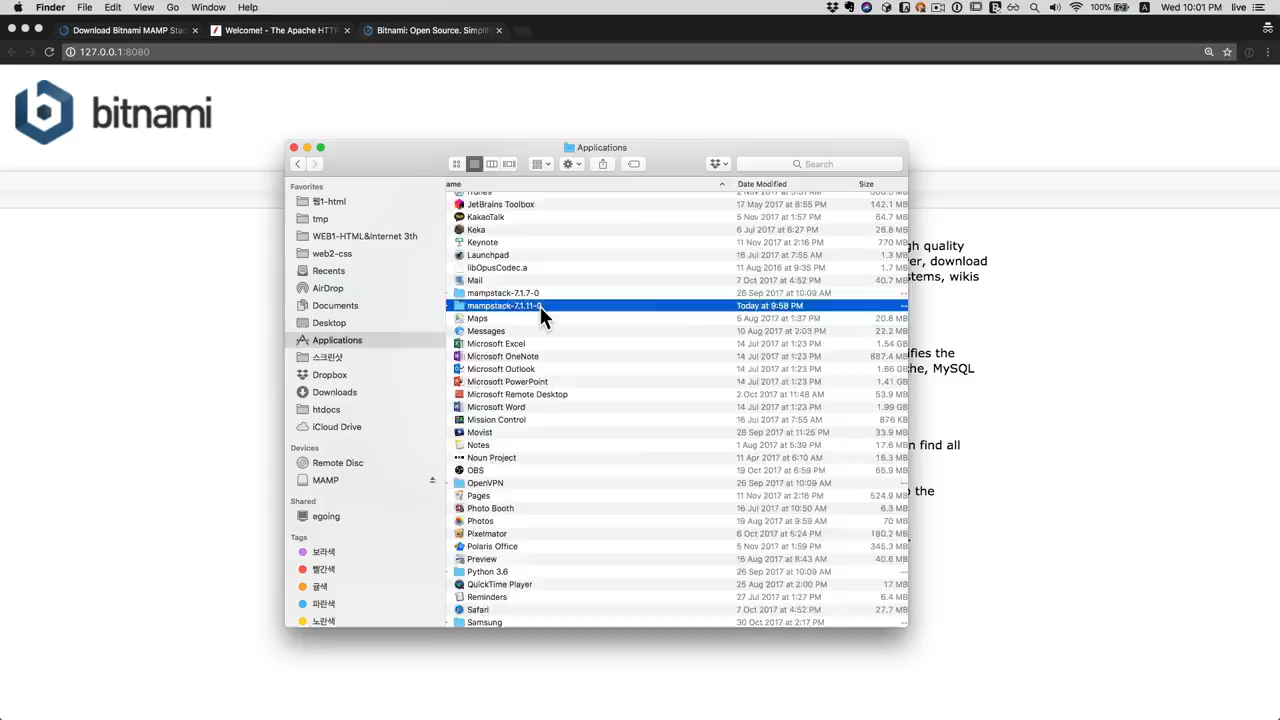 Finder File Edit View Go Window Help 100% A Wed 10:01 PM live
Download Bitnami MAMP Sta Welcome! - The Apache HTTP Bitnami: Open Source. Simplif
127.0.0.1:8080
bitnami
Applications
Search
Favorites
웹1-html
tmp
WEB1-HTML&Internet 3th
web2-css
Recents
AirDrop
Documents
Desktop
Applications
스크린샷
Dropbox
Downloads
htdocs
iCloud Drive
Devices
Remote Disc
MAMP
Shared
egoing
Tags
보라색
빨간색
귤색
파란색
노란색
ame Date Modified Size
JetBrains Toolbox 17 May 2017 at 8:55 PM 142.1 MB
KakaoTalk 5 Nov 2017 at 1:57 PM 64.7 MB
Keka 6 Jul 2017 at 6:27 PM 26.8 MB
Keynote 11 Nov 2017 at 2:16 PM 770 MB
Launchpad 16 Jul 2017 at 7:55 AM 1.3 MB
libOpusCodec.a 11 Aug 2016 at 9:35 PM 1.7 MB
Mail 7 Oct 2017 at 4:52 PM 40.7 MB
mampstack-7.1.7-0 26 Sep 2017 at 10:09 AM --
mampstack-7.1.11-0 Today at 9:58 PM --
Maps 5 Aug 2017 at 1:37 PM 20.8 MB
Messages 10 Aug 2017 at 2:03 PM 22.2 MB
Microsoft Excel 14 Jul 2017 at 1:23 PM 1.54 GB
Microsoft OneNote 14 Jul 2017 at 1:23 PM 887.4 MB
Microsoft Outlook 14 Jul 2017 at 1:23 PM 1.66 GB
Microsoft PowerPoint 14 Jul 2017 at 1:23 PM 1.41 GB
Microsoft Remote Desktop 2 Oct 2017 at 11:48 AM 53.9 MB
Microsoft Word 14 Jul 2017 at 1:23 PM 1.99 GB
Mission Control 16 Jul 2017 at 7:55 AM 876 KB
Movist 28 Sep 2017 at 11:25 PM 33.9 MB
Notes 1 Aug 2017 at 5:39 PM 17.6 MB
Noun Project 11 Apr 2017 at 6:10 AM 15.3 MB
OBS 19 Oct 2017 at 6:59 PM 65.9 MB
OpenVPN 26 Sep 2017 at 10:09 AM --
Pages 11 Nov 2017 at 2:16 PM 524.9 MB
Photo Booth 16 Jul 2017 at 10:50 AM 6.3 MB
Photos 19 Aug 2017 at 9:59 AM 70 MB
Pixelmator 6 Oct 2017 at 5:24 PM 180.2 MB
Polaris Office 5 Nov 2017 at 1:59 PM 345.3 MB
Preview 16 Aug 2017 at 8:43 AM 40.6 MB
Python 3.6 26 Sep 2017 at 10:09 AM --
QuickTime Player 25 Aug 2017 at 2:00 PM 17 MB
Reminders 27 Jul 2017 at 1:27 PM 6.4 MB
Safari 7 Oct 2017 at 4:52 PM 27.7 MB
Samsung 30 Oct 2017 at 2:17 PM --
gh quality
er, download
stems, wikis
ifies the
he, MySQL
n find all
o the